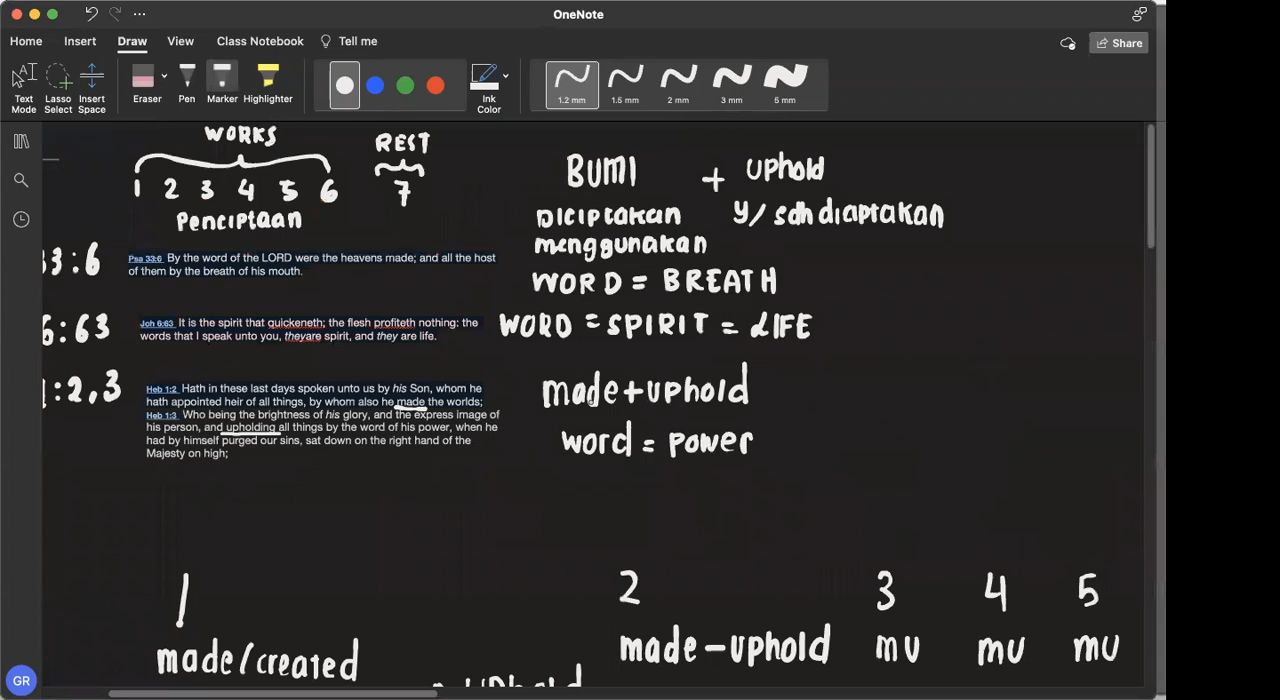 OneNote
Home Insert Draw View Class Notebook Tell me
Share
Text Mode
Lasso Select
Insert Space
Eraser
Pen
Marker
Highlighter
Ink Color
1.2 mm
1.5 mm
2 mm
3 mm
5 mm
WORKS
REST
1 2 3 4 5 6
7
Penciptaan
BUMI
+ uphold
DICIPTAKAN
y/ sdh diciptakan
menggunakan
WORD = BREATH
33:6
Psa 33:6 By the word of the LORD were the heavens made; and all the host
of them by the breath of his mouth.
6:63
Joh 6:63 It is the spirit that quickeneth; the flesh profiteth nothing: the
words that I speak unto you, theyare spirit, and they are life.
WORD = SPIRIT = LIFE
1:2,3
Heb 1:2 Hath in these last days spoken unto us by his Son, whom he
hath appointed heir of all things, by whom also he made the worlds;
Heb 1:3 Who being the brightness of his glory, and the express image of
his person, and upholding all things by the word of his power, when he
had by himself purged our sins, sat down on the right hand of the
Majesty on high;
made+uphold
word = power
1 2 3 4 5
made/created
made-uphold mu mu mu
uphold
GR